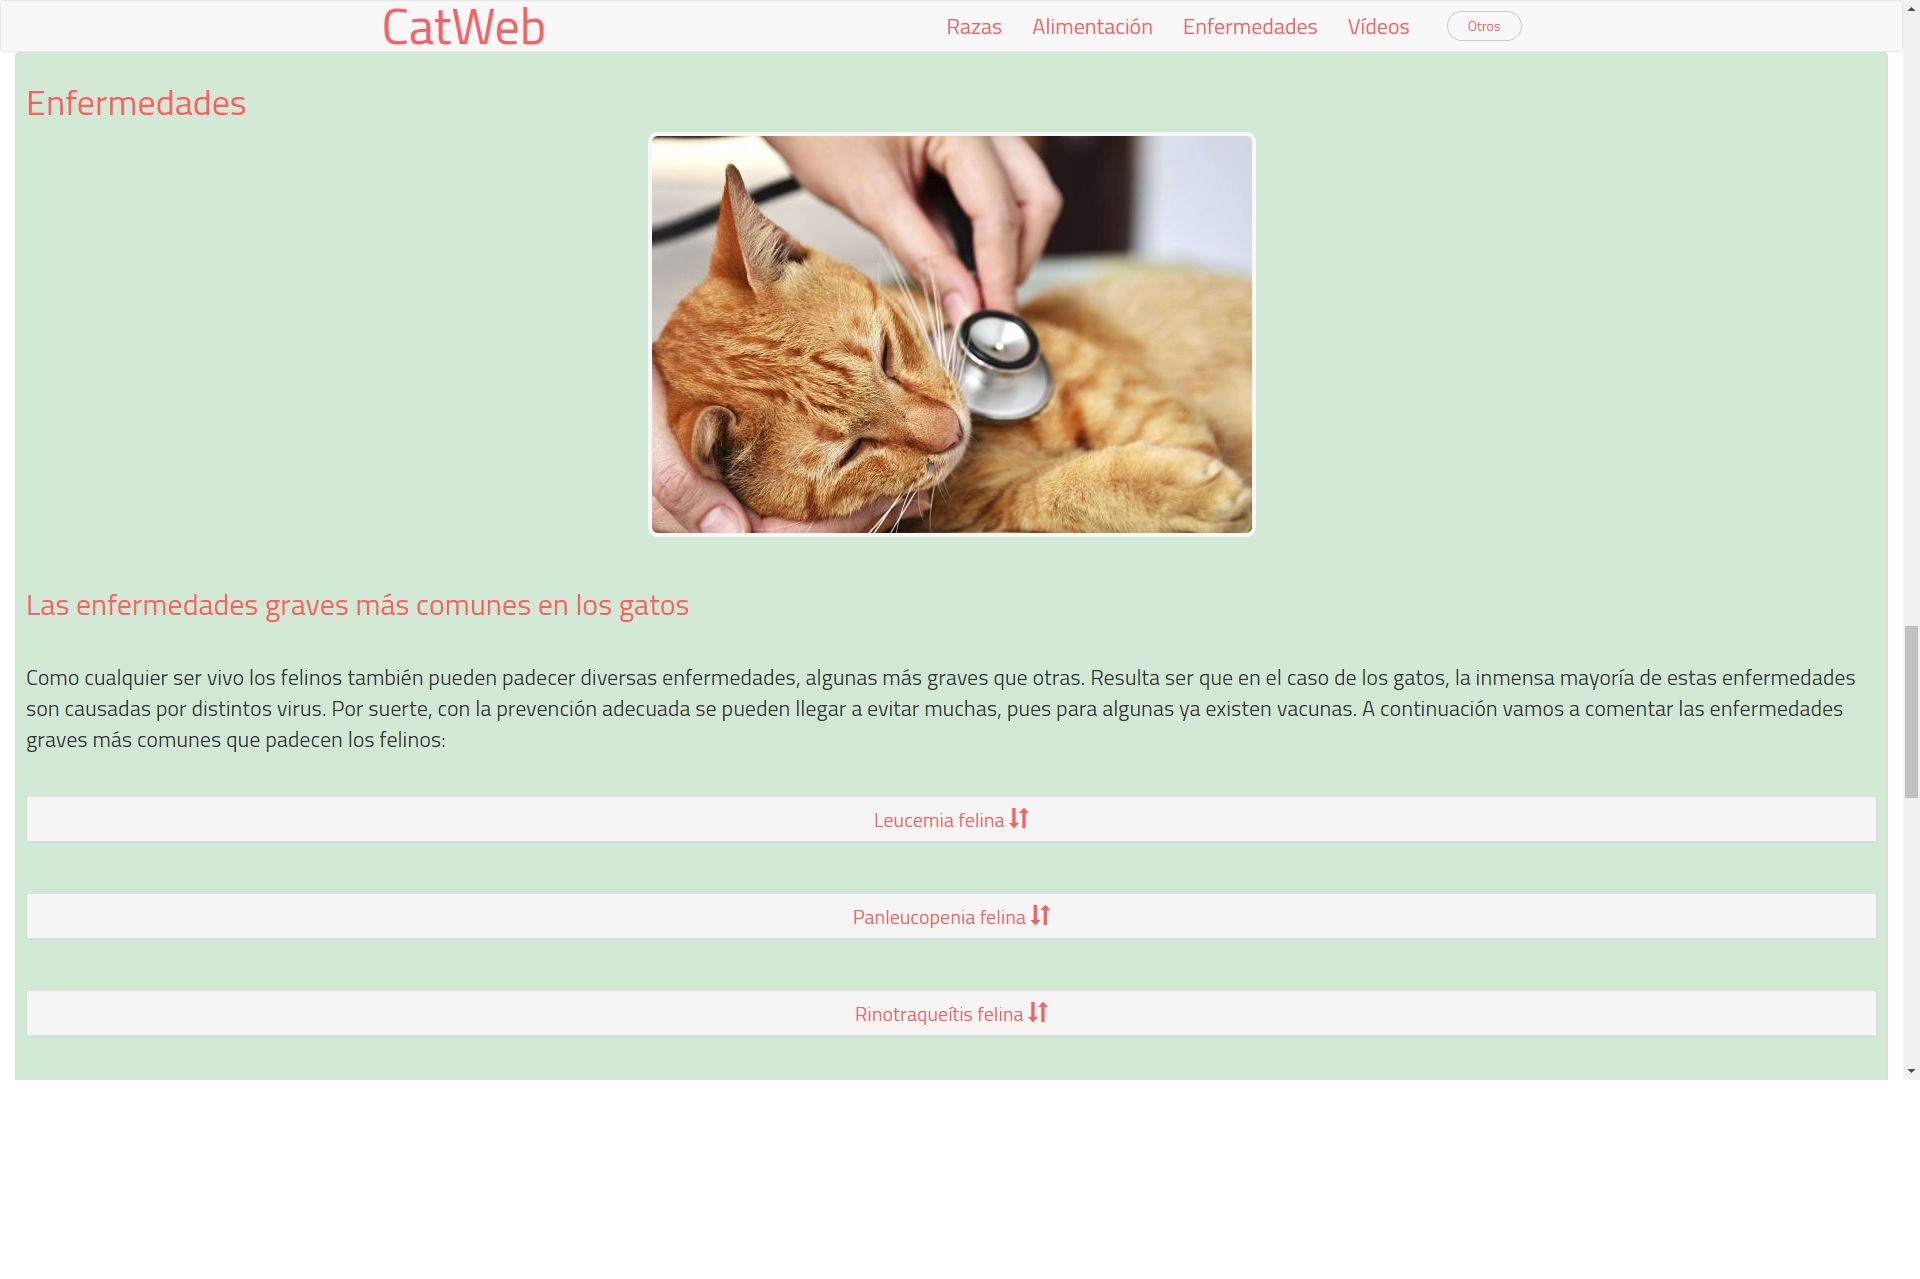 CatWeb
Razas
Alimentación
Enfermedades
Vídeos
Otros
Enfermedades
Las enfermedades graves más comunes en los gatos
Como cualquier ser vivo los felinos también pueden padecer diversas enfermedades, algunas más graves que otras. Resulta ser que en el caso de los gatos, la inmensa mayoría de estas enfermedades
son causadas por distintos virus. Por suerte, con la prevención adecuada se pueden llegar a evitar muchas, pues para algunas ya existen vacunas. A continuación vamos a comentar las enfermedades
graves más comunes que padecen los felinos:
Leucemia felina
Panleucopenia felina
Rinotraqueítis felina